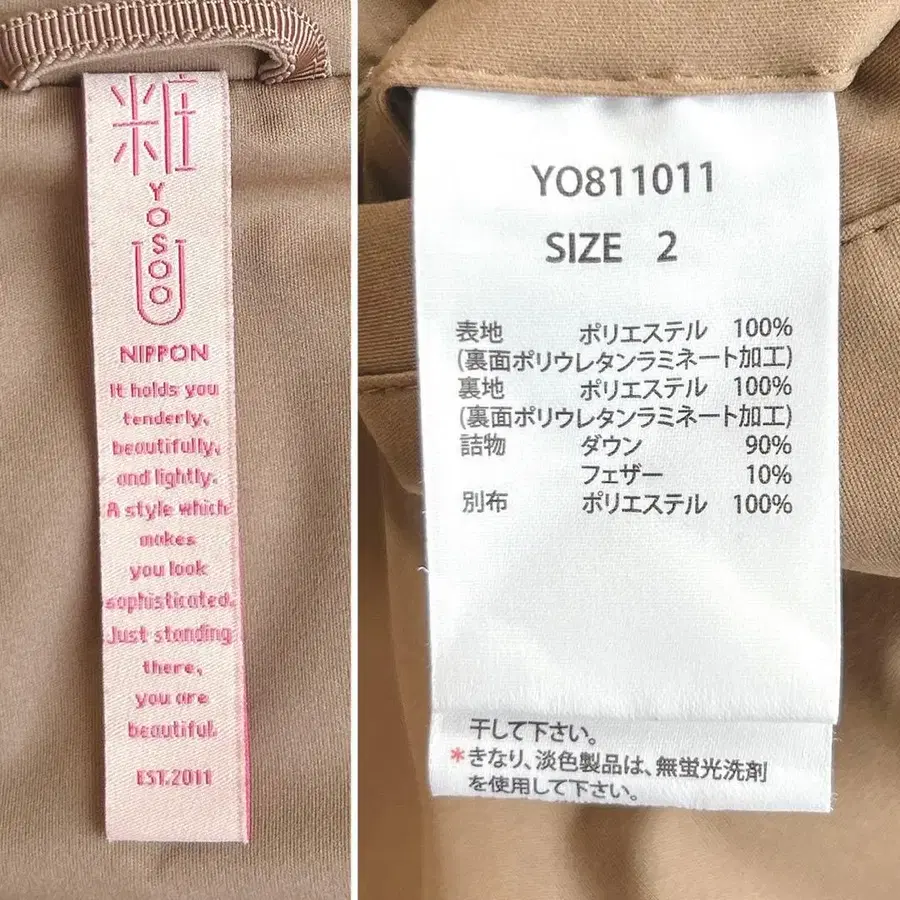 粧
YOSOO
NIPPON
It holds you
tenderly,
beautifully,
and lightly.
A style which
makes
you look
sophisticated.
Just standing
there,
you are
beautiful.
EST.2011
YO811011
SIZE 2
表地 ポリエステル 100%
(裏面ポリウレタンラミネート加工)
裏地 ポリエステル 100%
(裏面ポリウレタンラミネート加工)
詰物 ダウン 90%
フェザー 10%
別布 ポリエステル 100%
干して下さい。
*きなり、淡色製品は、無蛍光洗剤
を使用して下さい。